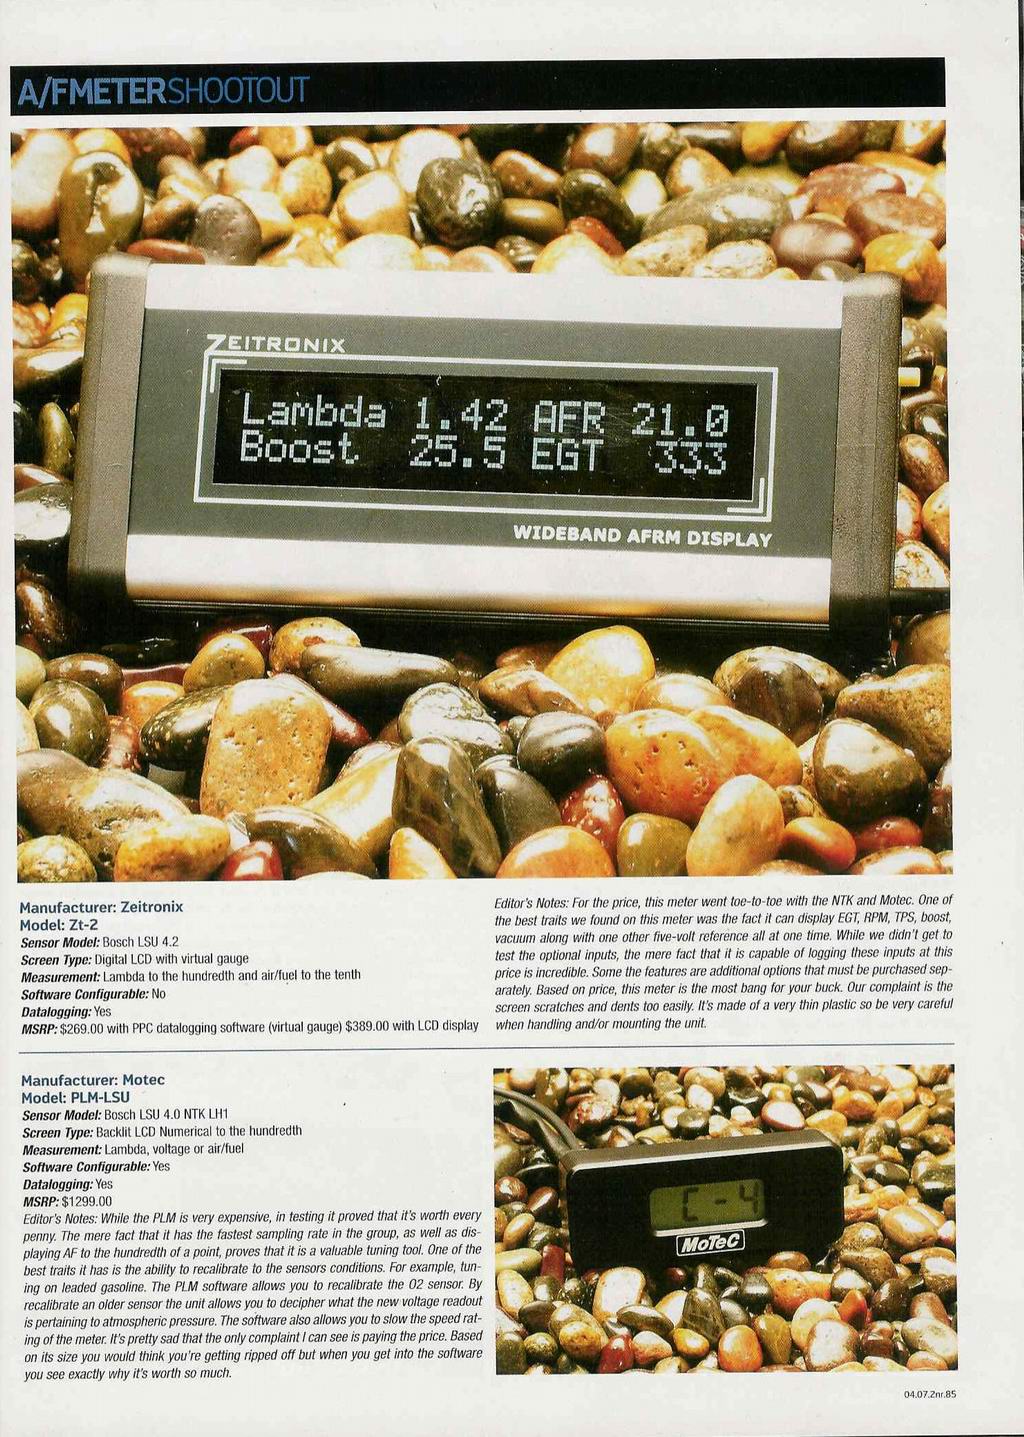 A/FMETERSHOOTOUT
ZEITRONIX
Lambda 1.42 AFR 21.0
Boost 25.5 EGT 333
WIDEBAND AFRM DISPLAY
Manufacturer: Zeitronix
Model: Zt-2
Sensor Model: Bosch LSU 4.2
Screen Type: Digital LCD with virtual gauge
Measurement: Lambda to the hundredth and air/fuel to the tenth
Software Configurable: No
Datalogging: Yes
MSRP: $269.00 with PPC datalogging software (virtual gauge) $389.00 with LCD display
Editor's Notes: For the price, this meter went toe-to-toe with the NTK and Motec. One of
the best traits we found on this meter was the fact it can display EGT, RPM, TPS, boost,
vacuum along with one other five-volt reference all at one time. While we didn't get to
test the optional inputs, the mere fact that it is capable of logging these inputs at this
price is incredible. Some the features are additional options that must be purchased sep-
arately. Based on price, this meter is the most bang for your buck. Our complaint is the
screen scratches and dents too easily. It's made of a very thin plastic so be very careful
when handling and/or mounting the unit.
Manufacturer: Motec
Model: PLM-LSU
Sensor Model: Bosch LSU 4.0 NTK LH1
Screen Type: Backlit LCD Numerical to the hundredth
Measurement: Lambda, voltage or air/fuel
Software Configurable: Yes
Datalogging: Yes
MSRP: $1299.00
Editor's Notes: While the PLM is very expensive, in testing it proved that it's worth every
penny. The mere fact that it has the fastest sampling rate in the group, as well as dis-
playing AF to the hundredth of a point, proves that it is a valuable tuning tool. One of the
best traits it has is the ability to recalibrate to the sensors conditions. For example, tun-
ing on leaded gasoline. The PLM software allows you to recalibrate the O2 sensor. By
recalibrate an older sensor the unit allows you to decipher what the new voltage readout
is pertaining to atmospheric pressure. The software also allows you to slow the speed rat-
ing of the meter. It's pretty sad that the only complaint I can see is paying the price. Based
on its size you would think you're getting ripped off but when you get into the software
you see exactly why it's worth so much.
C-4
MoTeC
04.07.2nr.85